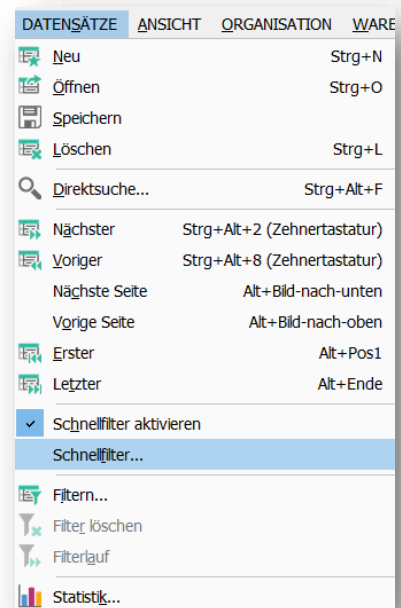 DATENSÄTZE ANSICHT ORGANISATION WARE
Neu Strg+N
Öffnen Strg+O
Speichern
Löschen Strg+L
Direktsuche... Strg+Alt+F
Nächster Strg+Alt+2 (Zehnertastatur)
Voriger Strg+Alt+8 (Zehnertastatur)
Nächste Seite Alt+Bild-nach-unten
Vorige Seite Alt+Bild-nach-oben
Erster Alt+Pos1
Letzter Alt+Ende
Schnellfilter aktivieren
Schnellfilter...
Filtern...
Filter löschen
Filterlauf
Statistik...